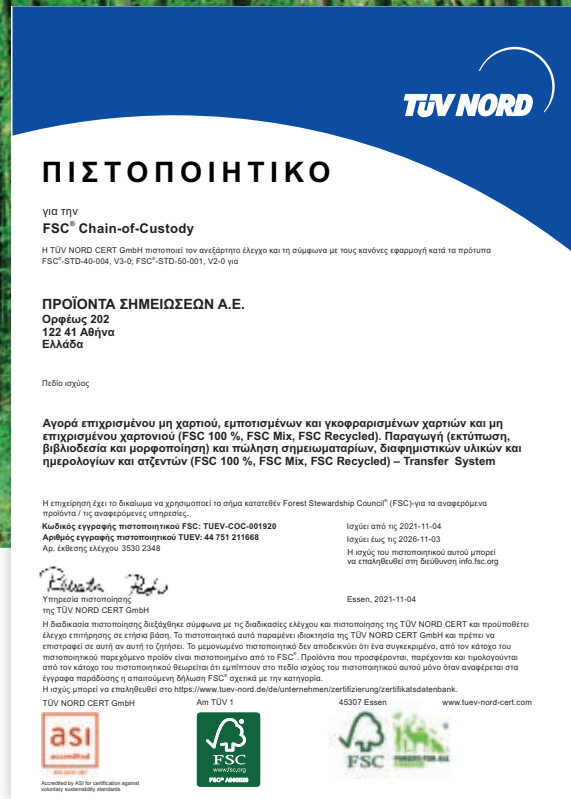 TÜV NORD
ΠΙΣΤΟΠΟΙΗΤΙΚΟ
για την
FSC® Chain-of-Custody
Η TÜV NORD CERT GmbH πιστοποιεί τον ανεξάρτητο έλεγχο και τη σύμφωνα με τους κανόνες εφαρμογή κατά τα πρότυπα
FSC®-STD-40-004, V3-0; FSC®-STD-50-001, V2-0 για
ΠΡΟΪΟΝΤΑ ΣΗΜΕΙΩΣΕΩΝ Α.Ε.
Ορφέως 202
122 41 Αθήνα
Ελλάδα
Πεδίο ισχύος
Αγορά επιχρισμένου μη χαρτιού, εμποτισμένων και γκοφραρισμένων χαρτιών και μη
επιχρισμένου χαρτονιού (FSC 100 %, FSC Mix, FSC Recycled). Παραγωγή (εκτύπωση,
βιβλιοδεσία και μορφοποίηση) και πώληση σημειωματαρίων, διαφημιστικών υλικών και
ημερολογίων και ατζεντών (FSC 100 %, FSC Mix, FSC Recycled) – Transfer System
Η επιχείρηση έχει το δικαίωμα να χρησιμοποιεί το σήμα κατατεθέν Forest Stewardship Council® (FSC)-για τα αναφερόμενα
προϊόντα / τις αναφερόμενες υπηρεσίες.
Κωδικός εγγραφής πιστοποιητικού FSC: TUEV-COC-001920
Ισχύει από τις 2021-11-04
Αριθμός εγγραφής πιστοποιητικού TUEV: 44 751 211668
Ισχύει έως τις 2026-11-03
Αρ. έκθεσης ελέγχου 3530 2348
Η ισχύς του πιστοποιητικού αυτού μπορεί
να επαληθευθεί στη διεύθυνση info.fsc.org
Υπηρεσία πιστοποίησης
της TÜV NORD CERT GmbH
Essen, 2021-11-04
Η διαδικασία πιστοποίησης διεξάχθηκε σύμφωνα με τις διαδικασίες ελέγχου και πιστοποίησης της TÜV NORD CERT και προϋποθέτει
έλεγχο επιτήρησης σε ετήσια βάση. Το πιστοποιητικό αυτό παραμένει ιδιοκτησία της TÜV NORD CERT GmbH και πρέπει να
επιστραφεί σε αυτή αν αυτή το ζητήσει. Το μεμονωμένο πιστοποιητικό δεν αποδεικνύει ότι ένα συγκεκριμένο, από τον κάτοχο του
πιστοποιητικού παρεχόμενο προϊόν είναι πιστοποιημένο από το FSC®. Προϊόντα που προσφέρονται, παρέχονται και τιμολογούνται
από τον κάτοχο του πιστοποιητικού θεωρείται ότι εμπίπτουν στο πεδίο ισχύος του πιστοποιητικού αυτού μόνο όταν αναφέρεται στα
έγγραφα παράδοσης η απαιτούμενη δήλωση FSC® σχετικά με την κατηγορία.
Η ισχύς μπορεί να επαληθευθεί στο https://www.tuev-nord.de/de/unternehmen/zertifizierung/zertifikatsdatenbank.
TÜV NORD CERT GmbH Am TÜV 1 45307 Essen www.tuev-nord-cert.com
asi
accredited
Accredited by ASI for certification against
voluntary sustainability standards
FSC
www.fsc.org
FSC® A000520
FSC
FORESTS FOR ALL
FOREVER